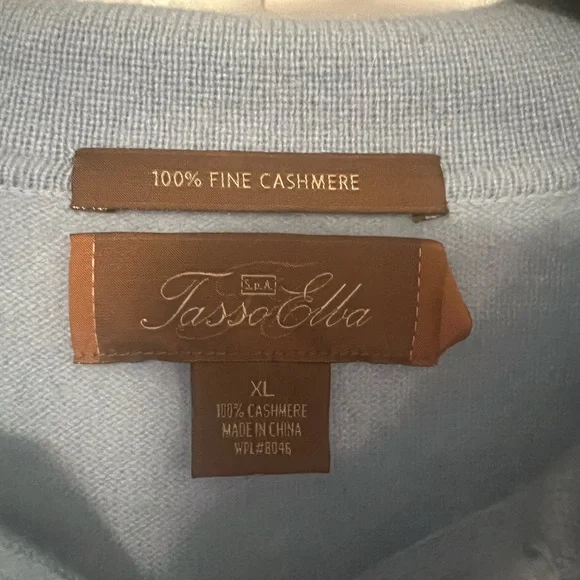 100% FINE CASHMERE
S.p.A.
Tasso Elba
XL
100% CASHMERE
MADE IN CHINA
WPL#8046